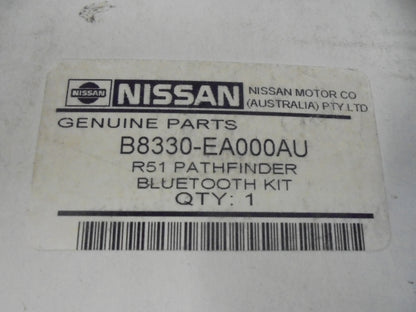 NISSAN
NISSAN
NISSAN MOTOR CO
(AUSTRALIA) PTY LTD
GENUINE PARTS
B8330-EA000AU
R51 PATHFINDER
BLUETOOTH KIT
QTY: 1